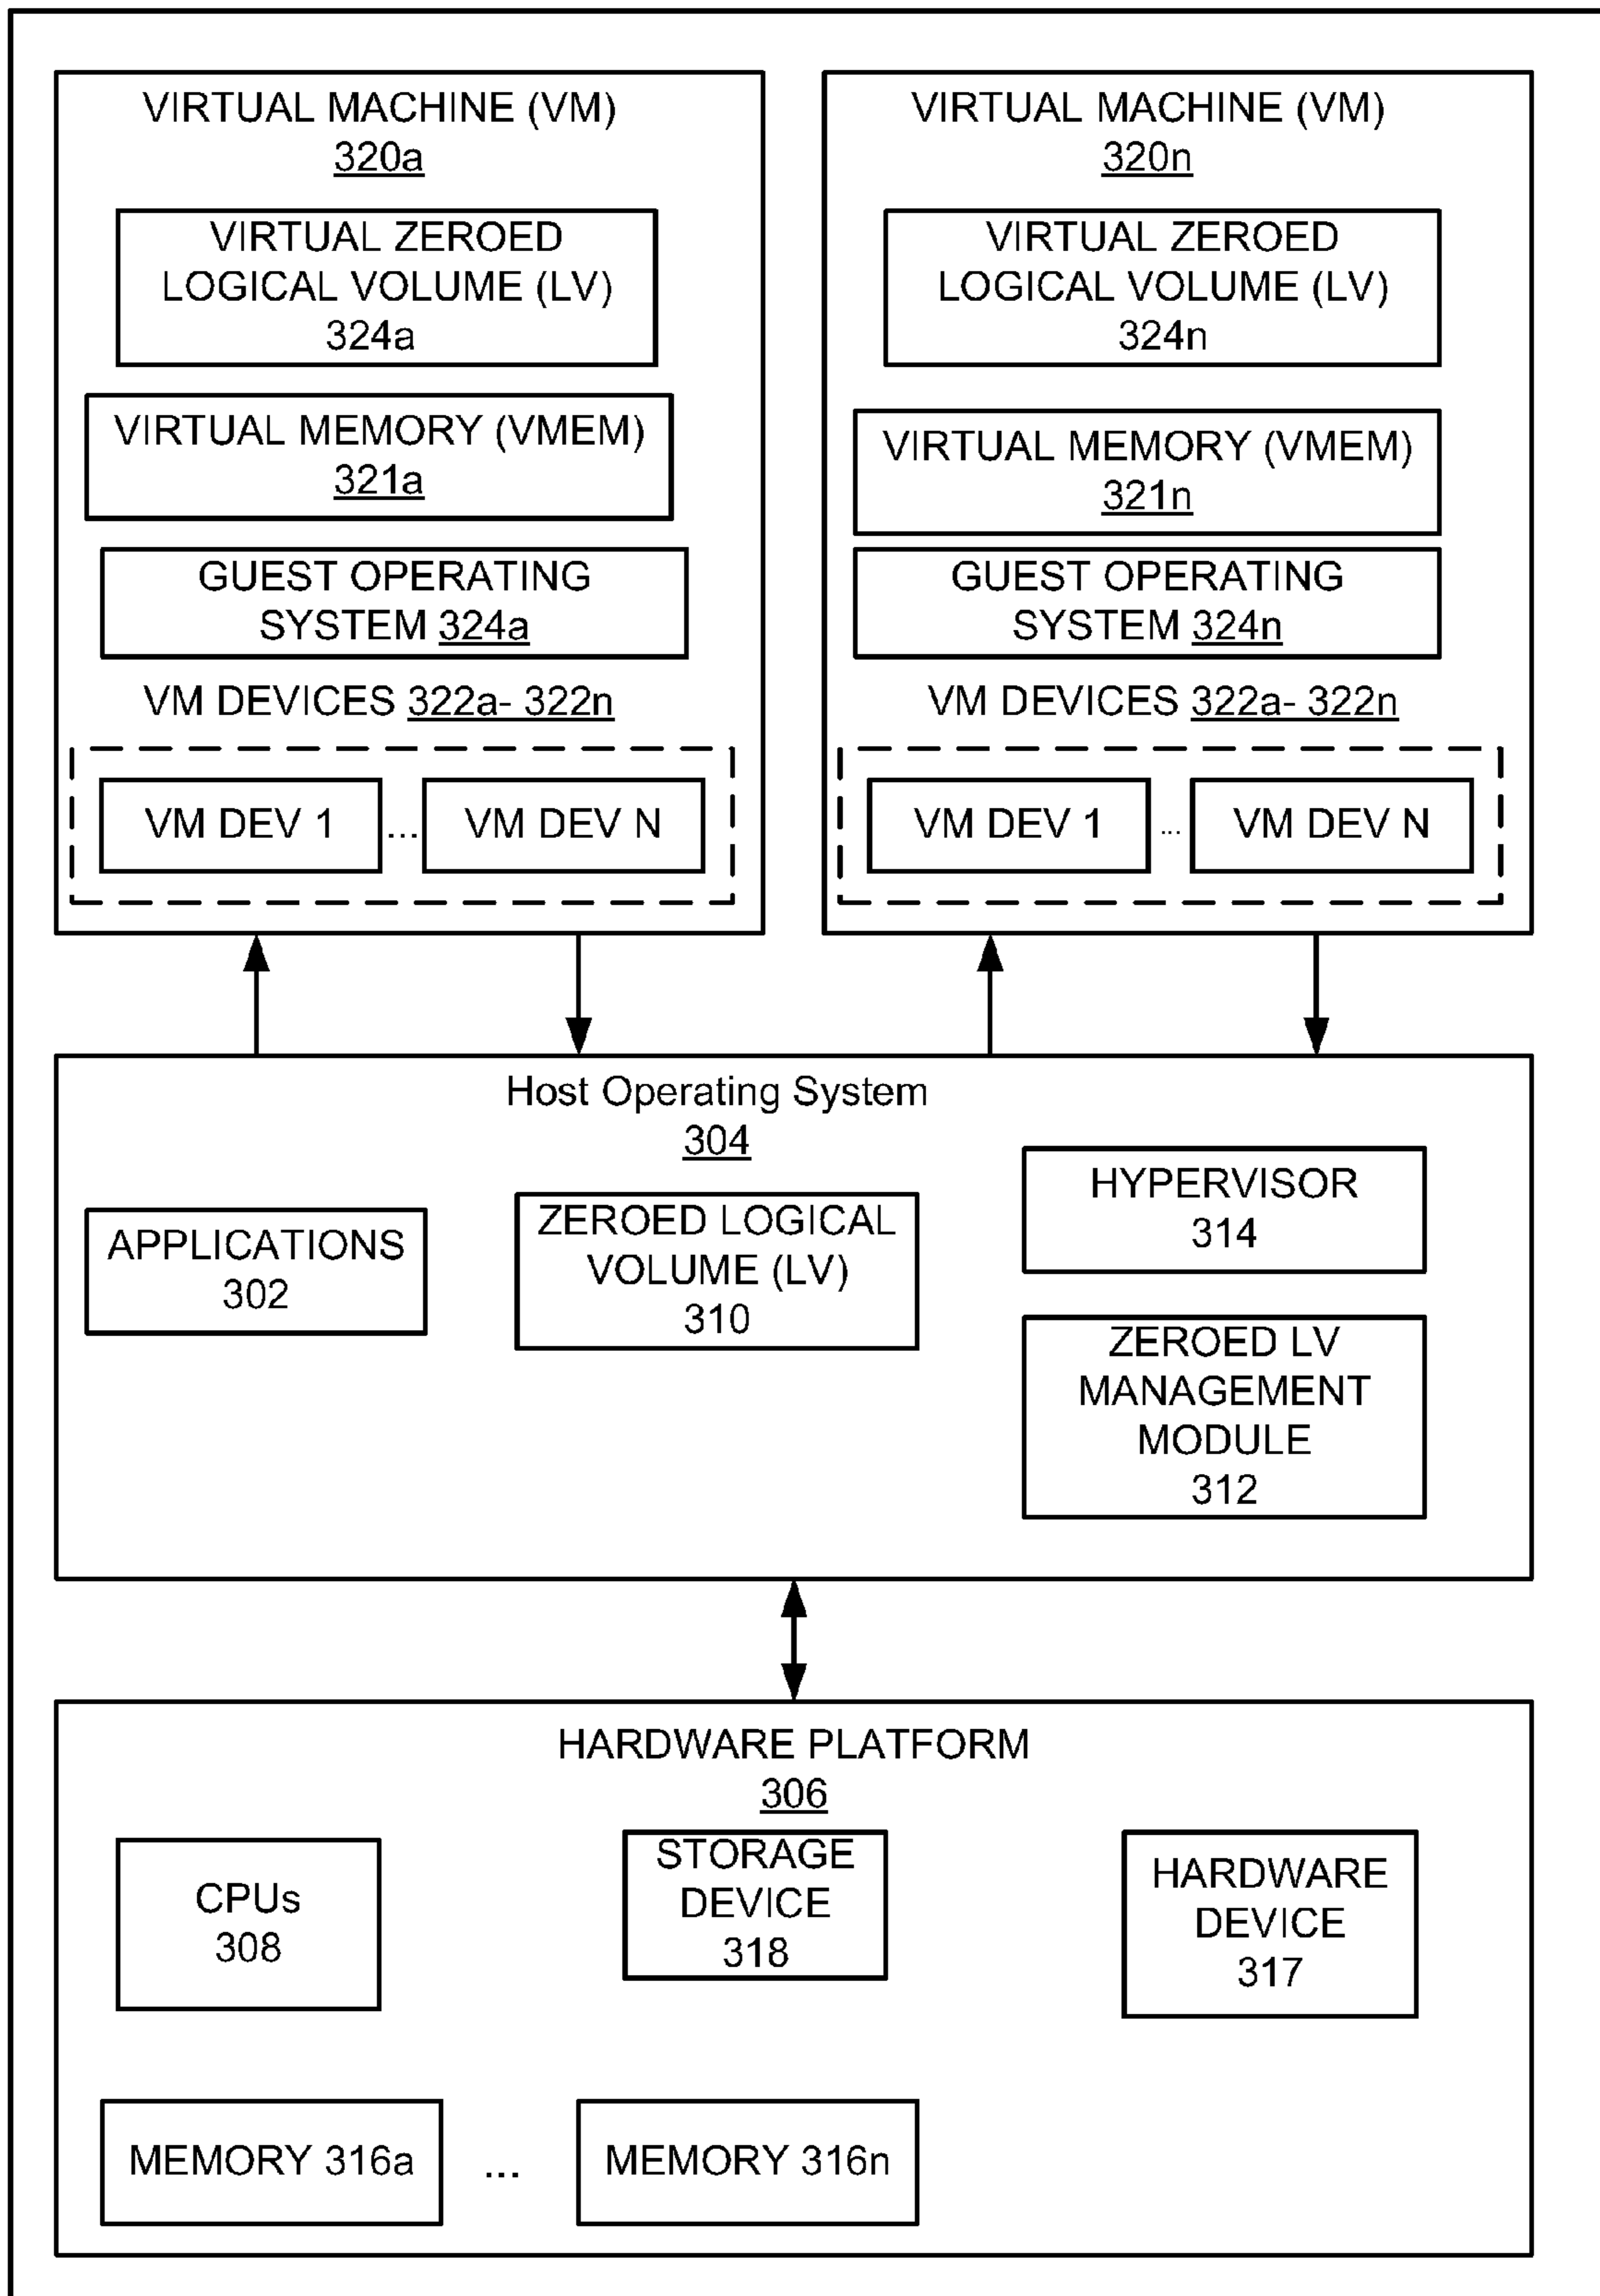 VIRTUAL MACHINE (VM)
320a
VIRTUAL ZEROED
LOGICAL VOLUME (LV)
324a
VIRTUAL MEMORY (VMEM)
321a
GUEST OPERATING
SYSTEM 324a
VM DEVICES 322a- 322n
VM DEV 1
...
VM DEV N
VIRTUAL MACHINE (VM)
320n
VIRTUAL ZEROED
LOGICAL VOLUME (LV)
324n
VIRTUAL MEMORY (VMEM)
321n
GUEST OPERATING
SYSTEM 324n
VM DEVICES 322a- 322n
VM DEV 1
...
VM DEV N
Host Operating System
304
APPLICATIONS
302
ZEROED LOGICAL
VOLUME (LV)
310
HYPERVISOR
314
ZEROED LV
MANAGEMENT
MODULE
312
HARDWARE PLATFORM
306
CPUs
308
STORAGE
DEVICE
318
HARDWARE
DEVICE
317
MEMORY 316a
...
MEMORY 316n